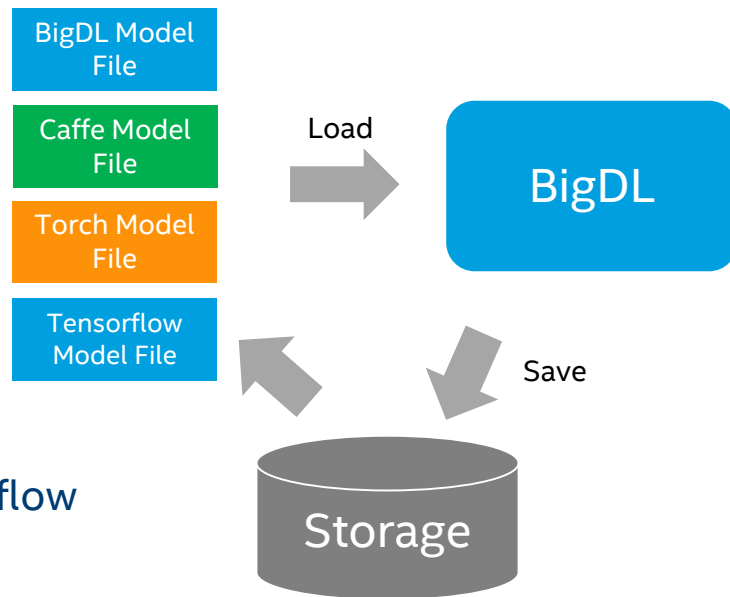 BigDL Model
File
Caffe Model
File
Load
BigDL
Torch Model
File
Tensorflow
Model File
Save
flow
Storage